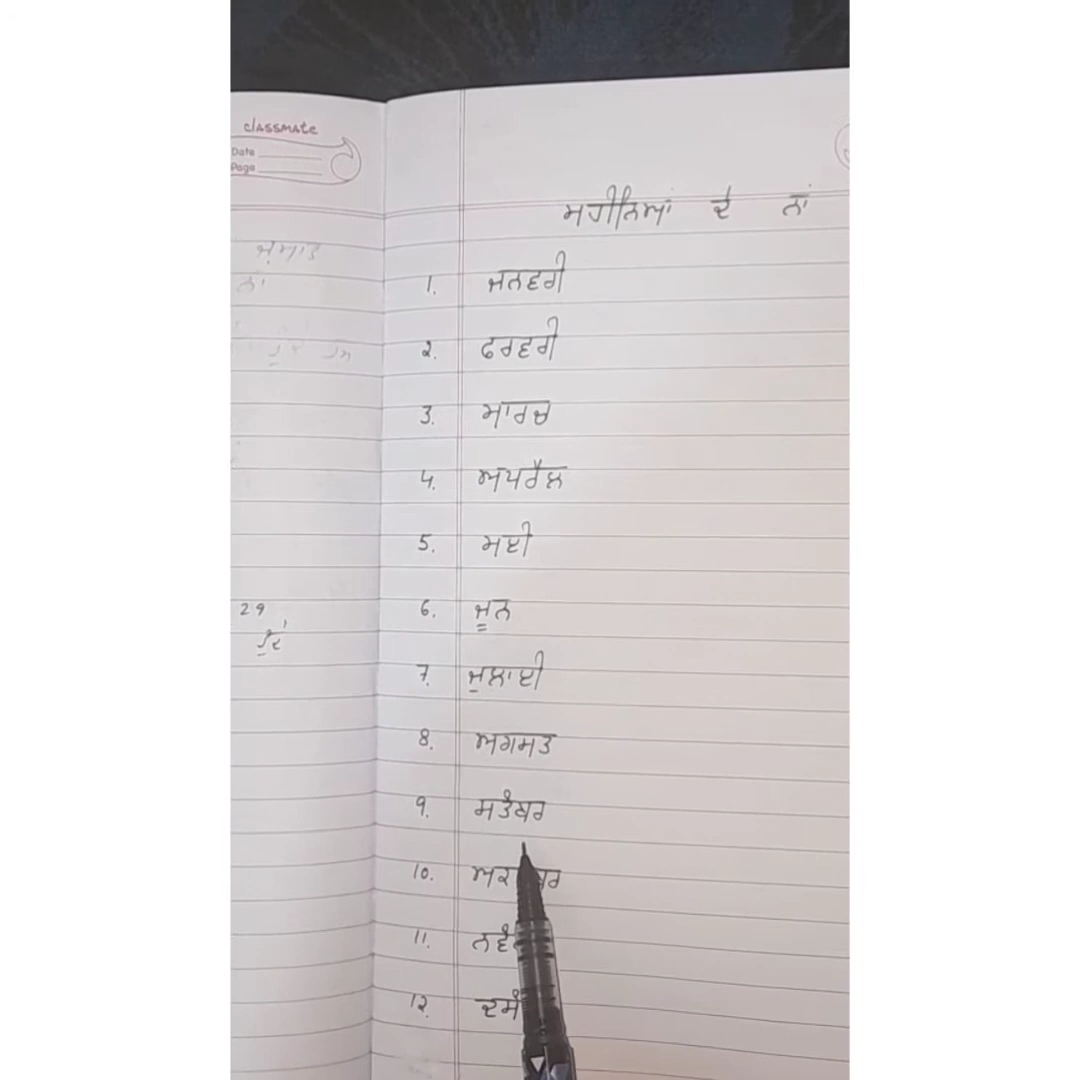 classmate
Date
Page
ਮਹੀਨਿਆਂ ਦੇ ਨਾਂ
1. ਜਨਵਰੀ
2. ਫਰਵਰੀ
3. ਮਾਰਚ
4. ਅਪਰੈਲ
5. ਮਈ
6. ਜੂਨ
7. ਜੁਲਾਈ
8. ਅਗਸਤ
9. ਸਤੰਬਰ
10.
11.
12.
29